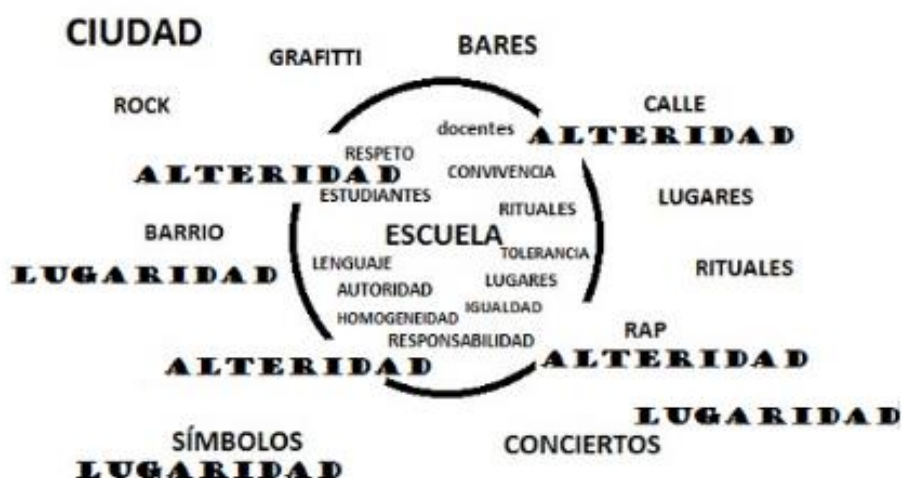 CIUDAD
GRAFITTI
BARES
ROCK
CALLE
docentes
ALTERIDAD
RESPETO
ALTERIDAD
CONVIVENCIA
ESTUDIANTES
LUGARES
RITUALES
BARRIO
ESCUELA
TOLERANCIA
LUGARIDAD
LENGUAJE
RITUALES
LUGARES
AUTORIDAD
IGUALDAD
HOMOGENEIDAD
RAP
RESPONSABILIDAD
ALTERIDAD
ALTERIDAD
LUGARIDAD
SÍMBOLOS
CONCIERTOS
LUGARIDAD